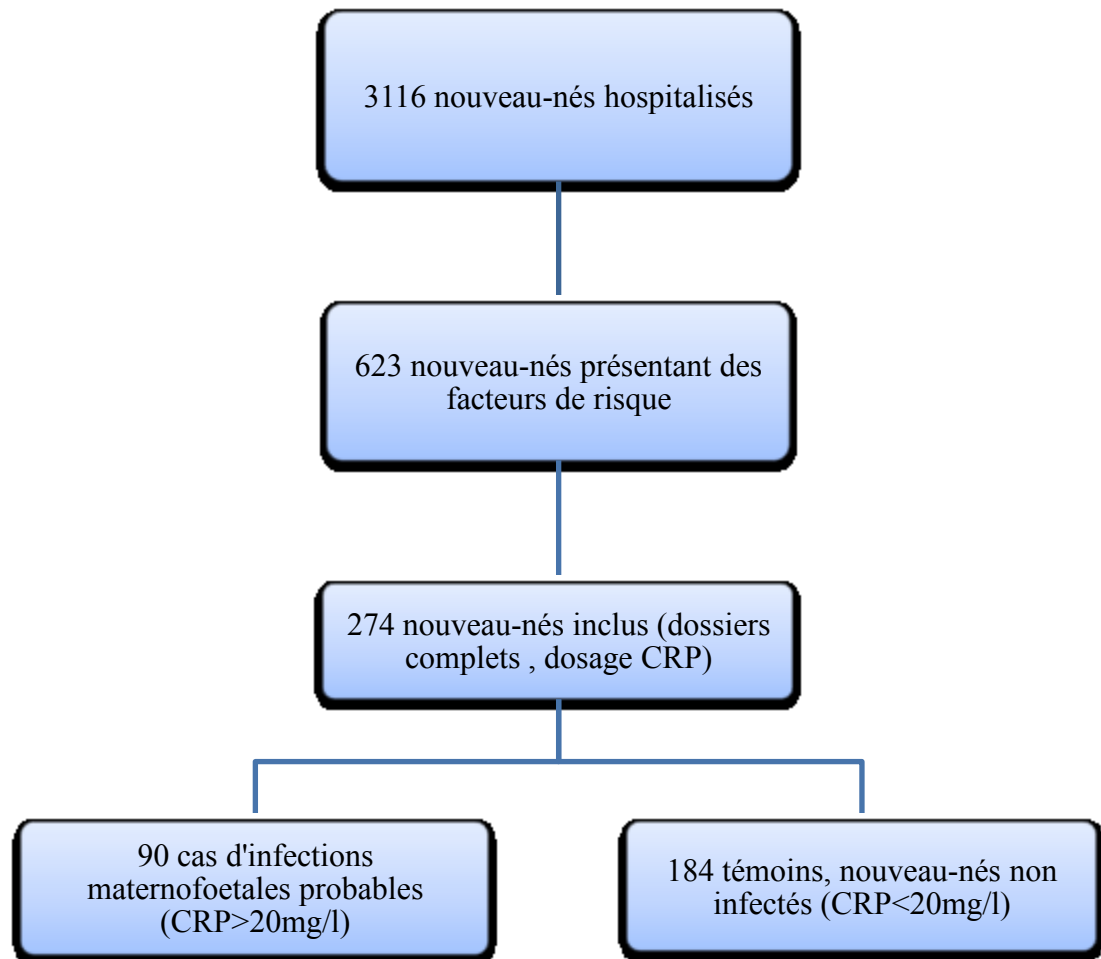 3116 nouveau-nés hospitalisés
623 nouveau-nés présentant des
facteurs de risque
274 nouveau-nés inclus (dossiers
complets , dosage CRP)
90 cas d'infections
maternofoetales probables
(CRP>20mg/l)
184 témoins, nouveau-nés non
infectés (CRP<20mg/l)